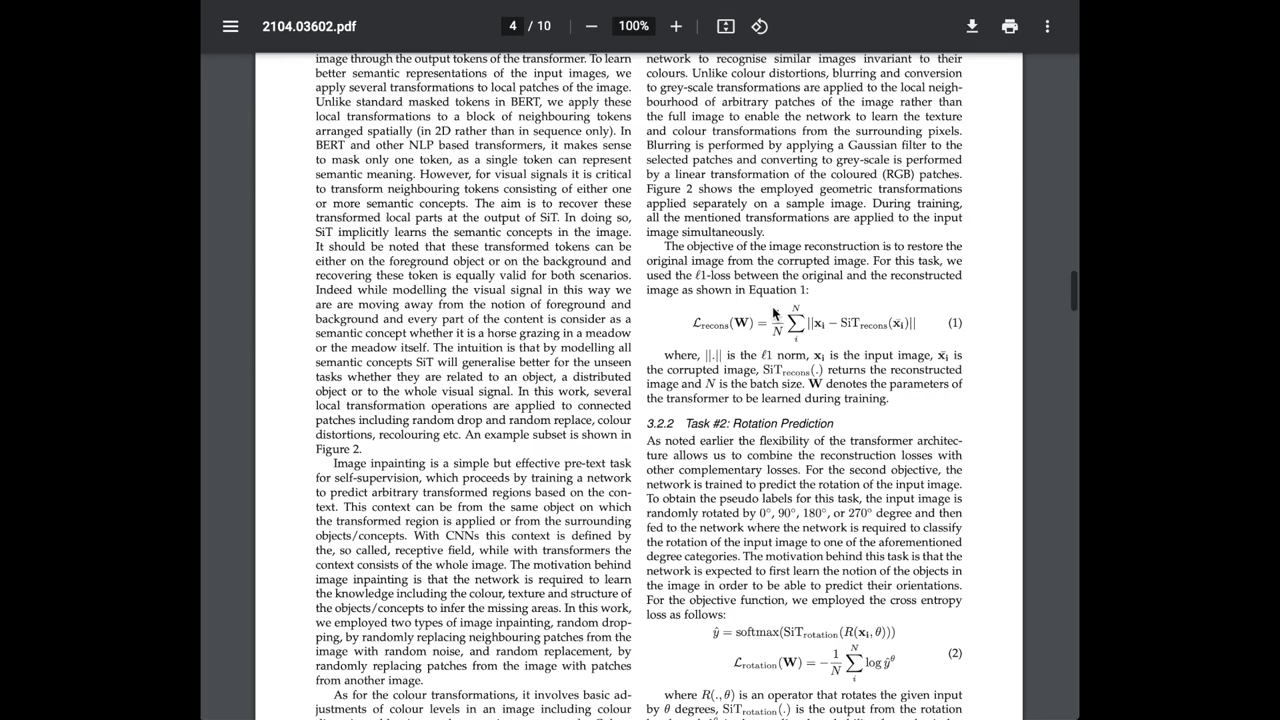 2104.03602.pdf
4 / 10
100%
image through the output tokens of the transformer. To learn
better semantic representations of the input images, we
apply several transformations to local patches of the image.
Unlike standard masked tokens in BERT, we apply these
local transformations to a block of neighbouring tokens
arranged spatially (in 2D rather than in sequence only). In
BERT and other NLP based transformers, it makes sense
to mask only one token, as a single token can represent
semantic meaning. However, for visual signals it is critical
to transform neighbouring tokens consisting of either one
or more semantic concepts. The aim is to recover these
transformed local parts at the output of SiT. In doing so,
SiT implicitly learns the semantic concepts in the image.
It should be noted that these transformed tokens can be
either on the foreground object or on the background and
recovering these token is equally valid for both scenarios.
Indeed while modelling the visual signal in this way we
are are moving away from the notion of foreground and
background and every part of the content is consider as a
semantic concept whether it is a horse grazing in a meadow
or the meadow itself. The intuition is that by modelling all
semantic concepts SiT will generalise better for the unseen
tasks whether they are related to an object, a distributed
object or to the whole visual signal. In this work, several
local transformation operations are applied to connected
patches including random drop and random replace, colour
distortions, recolouring etc. An example subset is shown in
Figure 2.
Image inpainting is a simple but effective pre-text task
for self-supervision, which proceeds by training a network
to predict arbitrary transformed regions based on the con-
text. This context can be from the same object on which
the transformed region is applied or from the surrounding
objects/concepts. With CNNs this context is defined by
the, so called, receptive field, while with transformers the
context consists of the whole image. The motivation behind
image inpainting is that the network is required to learn
the knowledge including the colour, texture and structure of
the objects/concepts to infer the missing areas. In this work,
we employed two types of image inpainting, random drop-
ping, by randomly replacing neighbouring patches from the
image with random noise, and random replacement, by
randomly replacing patches from the image with patches
from another image.
As for the colour transformations, it involves basic ad-
justments of colour levels in an image including colour
network to recognise similar images invariant to their
colours. Unlike colour distortions, blurring and conversion
to grey-scale transformations are applied to the local neigh-
bourhood of arbitrary patches of the image rather than
the full image to enable the network to learn the texture
and colour transformations from the surrounding pixels.
Blurring is performed by applying a Gaussian filter to the
selected patches and converting to grey-scale is performed
by a linear transformation of the coloured (RGB) patches.
Figure 2 shows the employed geometric transformations
applied separately on a sample image. During training,
all the mentioned transformations are applied to the input
image simultaneously.
The objective of the image reconstruction is to restore the
original image from the corrupted image. For this task, we
used the ℓ1-loss between the original and the reconstructed
image as shown in Equation 1:
L_recons(W) = 1/N ∑_i^N ||x_i − SiT_recons(x̄_i)|| (1)
where, ||.|| is the ℓ1 norm, x_i is the input image, x̄_i is
the corrupted image, SiT_recons(.) returns the reconstructed
image and N is the batch size. W denotes the parameters of
the transformer to be learned during training.
3.2.2 Task #2: Rotation Prediction
As noted earlier the flexibility of the transformer architec-
ture allows us to combine the reconstruction losses with
other complementary losses. For the second objective, the
network is trained to predict the rotation of the input image.
To obtain the pseudo labels for this task, the input image is
randomly rotated by 0°, 90°, 180°, or 270° degree and then
fed to the network where the network is required to classify
the rotation of the input image to one of the aforementioned
degree categories. The motivation behind this task is that the
network is expected to first learn the notion of the objects in
the image in order to be able to predict their orientations.
For the objective function, we employed the cross entropy
loss as follows:
ŷ = softmax(SiT_rotation(R(x_i, θ)))
L_rotation(W) = −1/N ∑_i^N log ŷ^θ (2)
where R(., θ) is an operator that rotates the given input
by θ degrees, SiT_rotation(.) is the output from the rotation